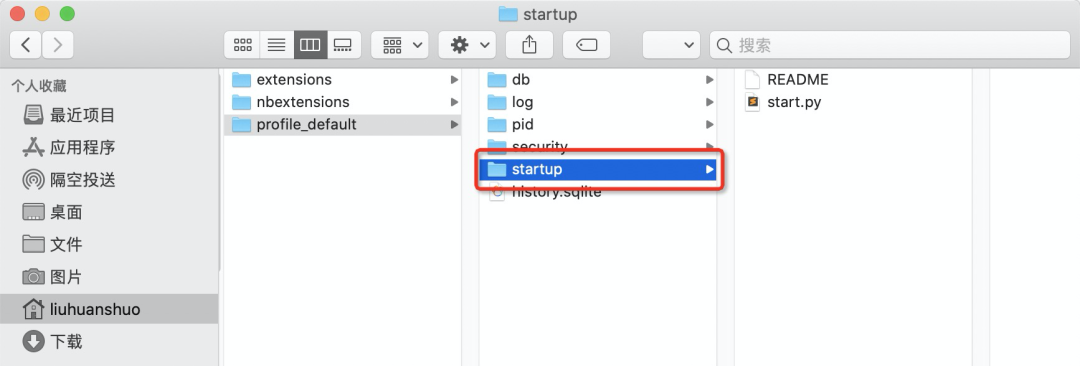 startup
搜索
个人收藏
最近项目
应用程序
隔空投送
桌面
文件
图片
liuhuanshuo
下载
extensions
nbextensions
profile_default
db
log
pid
security
startup
history.sqlite
README
start.py